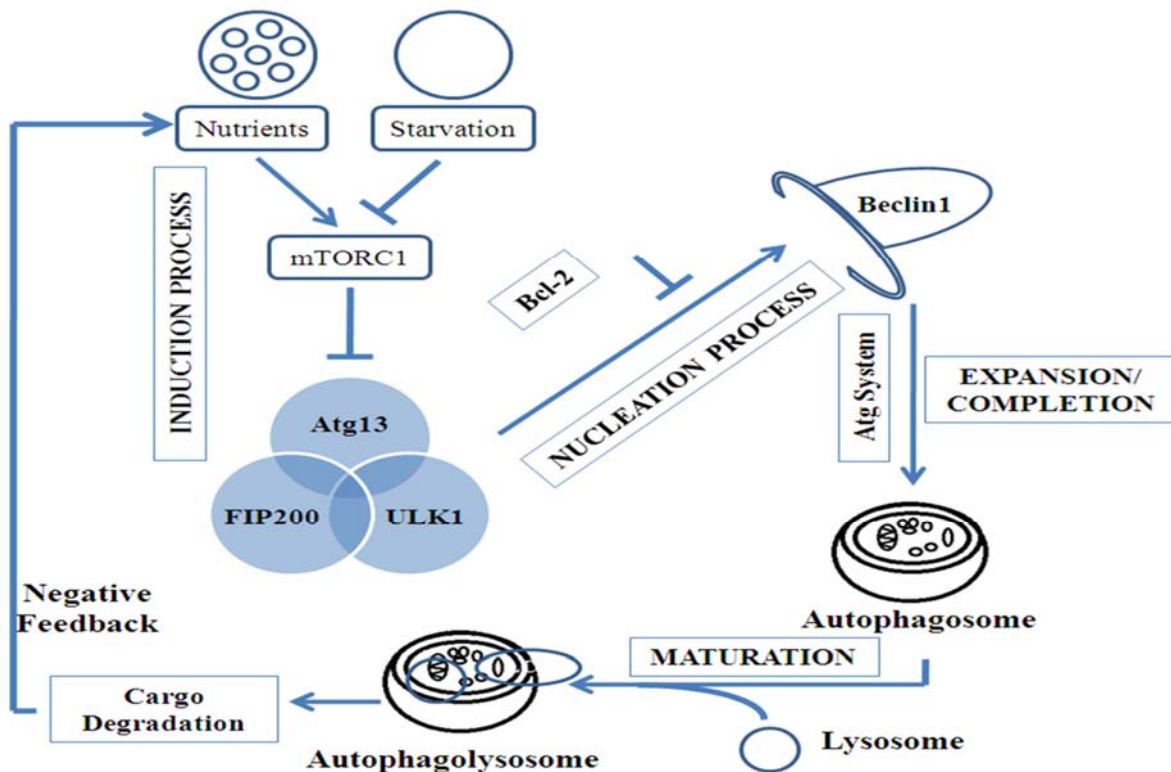 Nutrients
Starvation
INDUCTION PROCESS
mTORC1
Atg13
FIP200
ULK1
Bcl-2
NUCLEATION PROCESS
Beclin1
Atg System
EXPANSION/
COMPLETION
Autophagosome
MATURATION
Lysosome
Autophagolysosome
Cargo
Degradation
Negative
Feedback